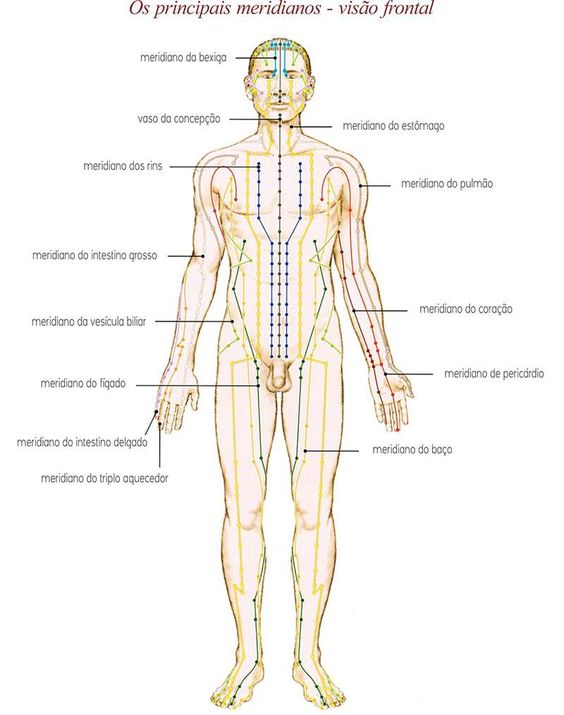 Os principais meridianos - visão frontal
meridiano da bexiga
vaso da concepção
meridiano do estômago
meridiano dos rins
meridiano do pulmão
meridiano do intestino grosso
meridiano do coração
meridiano da vesícula biliar
meridiano de pericárdio
meridiano do fígado
meridiano do intestino delgado
meridiano do baço
meridiano do triplo aquecedor